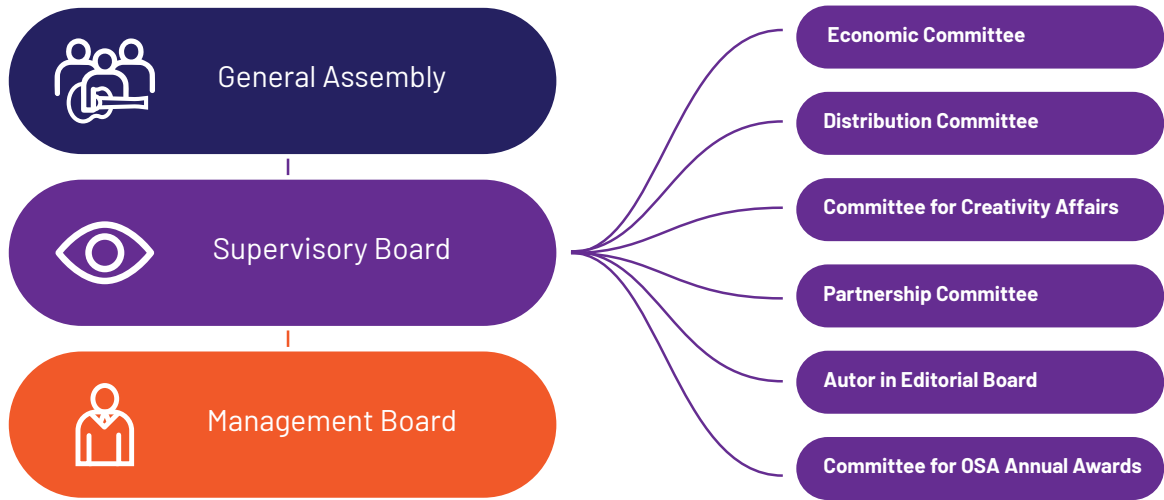 General Assembly
Supervisory Board
Management Board
Economic Committee
Distribution Committee
Committee for Creativity Affairs
Partnership Committee
Autor in Editorial Board
Committee for OSA Annual Awards